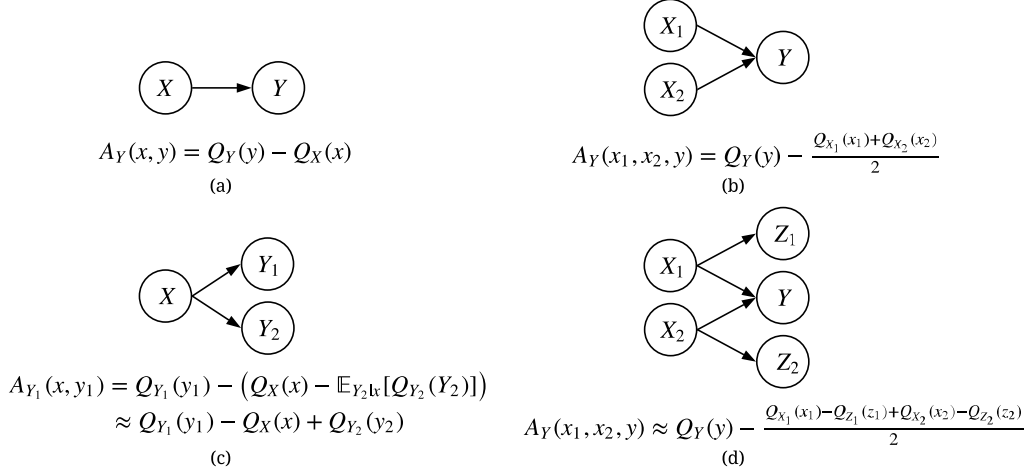 X
Y
A_Y(x, y) = Q_Y(y) − Q_X(x)
(a)
X_1
X_2
Y
A_Y(x_1, x_2, y) = Q_Y(y) − \frac{Q_{X_1}(x_1)+Q_{X_2}(x_2)}{2}
(b)
X
Y_1
Y_2
A_{Y_1}(x, y_1) = Q_{Y_1}(y_1) − (Q_X(x) − 𝔼_{Y_2|x}[Q_{Y_2}(Y_2)])
≈ Q_{Y_1}(y_1) − Q_X(x) + Q_{Y_2}(y_2)
(c)
X_1
X_2
Z_1
Y
Z_2
A_Y(x_1, x_2, y) ≈ Q_Y(y) − \frac{Q_{X_1}(x_1)−Q_{Z_1}(z_1)+Q_{X_2}(x_2)−Q_{Z_2}(z_2)}{2}
(d)